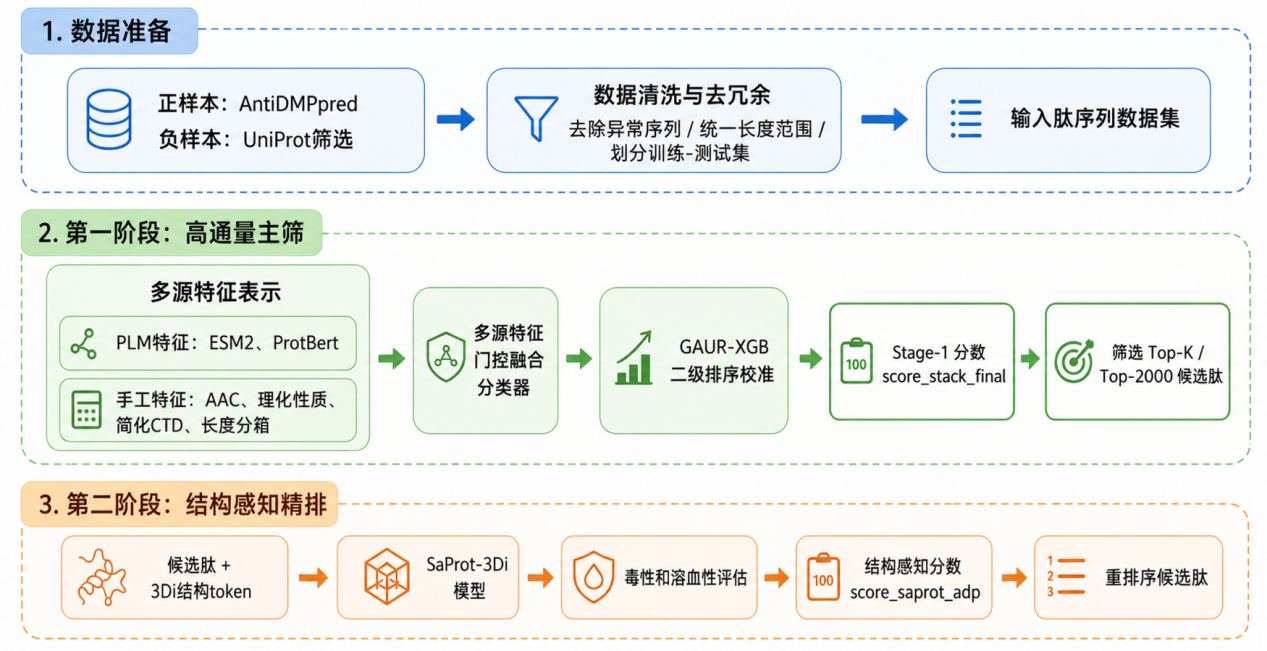 1. 数据准备
正样本：AntiDMPpred
负样本：UniProt筛选
数据清洗与去冗余
去除异常序列 / 统一长度范围 /
划分训练-测试集
输入肽序列数据集
2. 第一阶段：高通量主筛
多源特征表示
PLM特征：ESM2、ProtBert
手工特征：AAC、理化性质、
简化CTD、长度分箱
多源特征
门控融合
分类器
GAUR-XGB
二级排序校准
100
Stage-1 分数
score_stack_final
筛选 Top-K /
Top-2000 候选肽
3. 第二阶段：结构感知精排
候选肽 +
3Di结构token
SaProt-3Di
模型
毒性和溶血性评估
100
结构感知分数
score_saprot_adp
1
2
3
重排序候选肽